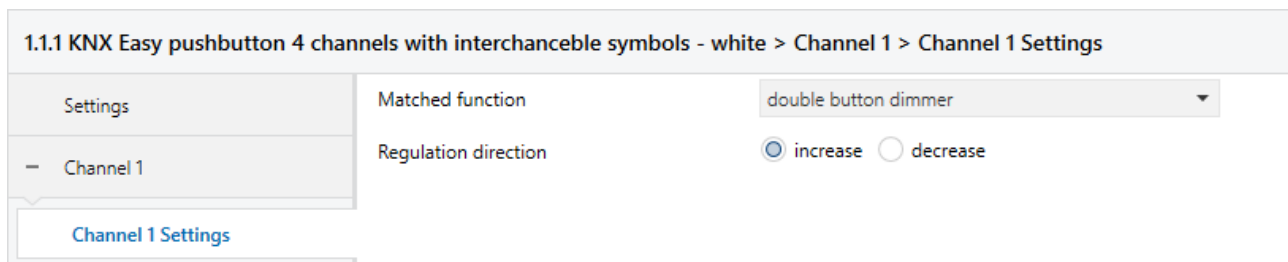 1.1.1 KNX Easy pushbutton 4 channels with interchanceble symbols - white > Channel 1 > Channel 1 Settings
Settings
Matched function
double button dimmer
Channel 1
Regulation direction
increase
decrease
Channel 1 Settings